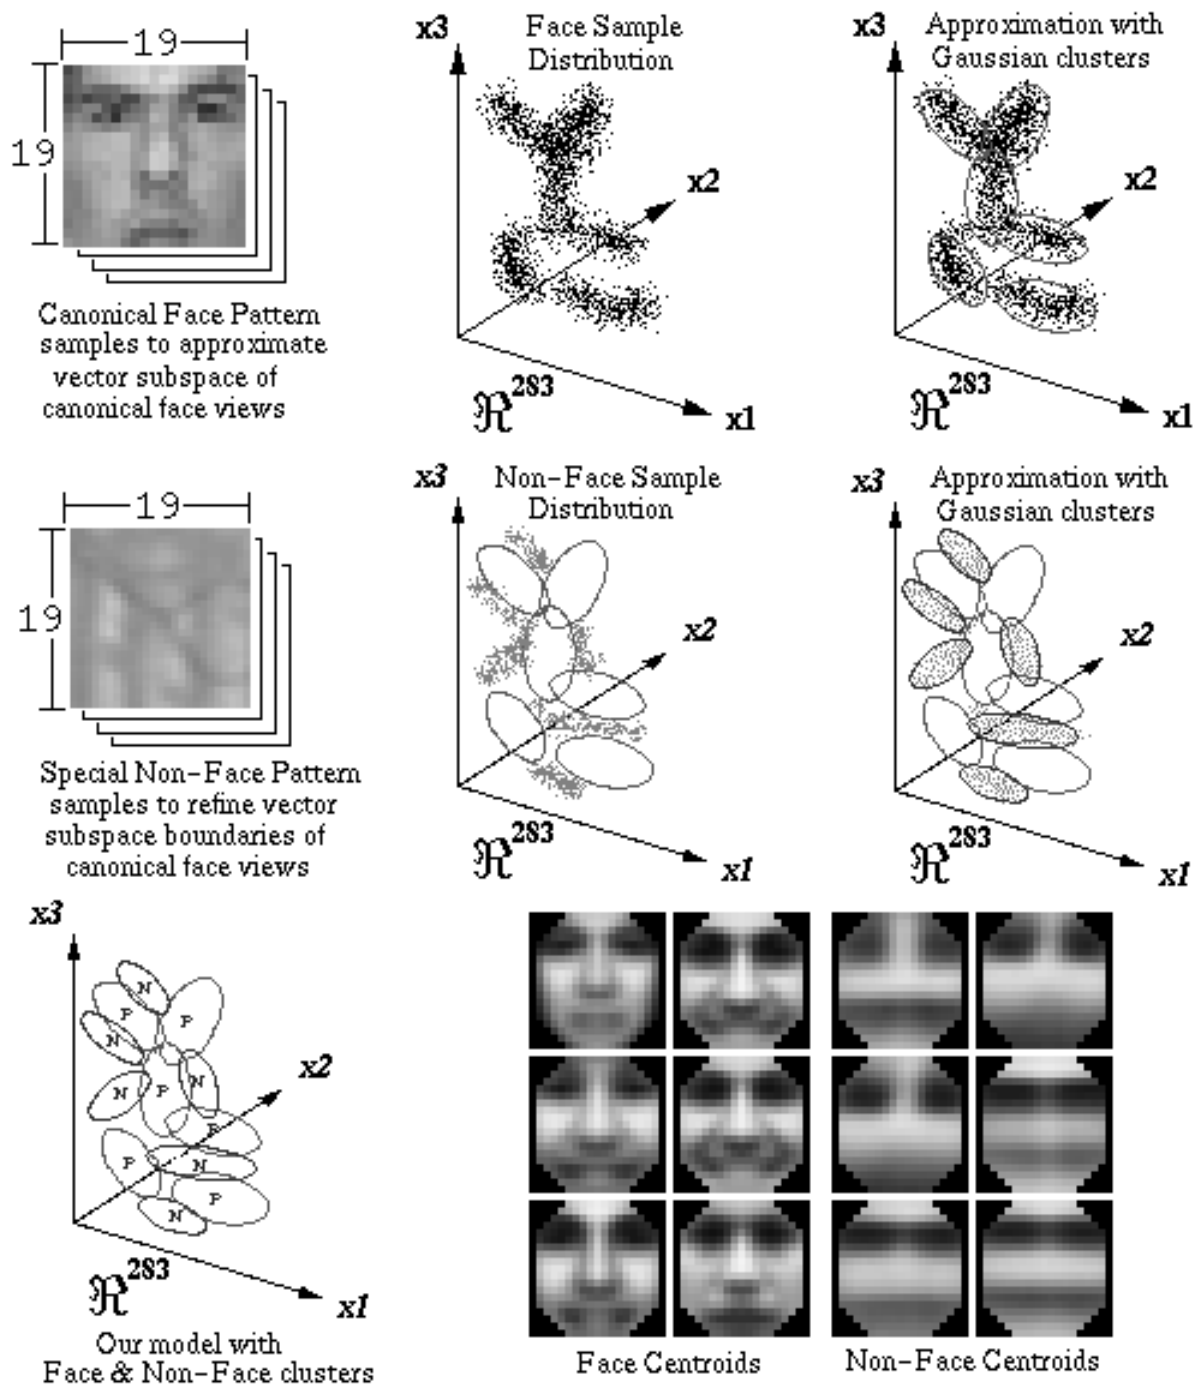 19
19
Canonical Face Pattern
samples to approximate
vector subspace of
canonical face views
x3
Face Sample
Distribution
x2
ℜ283
x1
x3
Approximation with
Gaussian clusters
x2
ℜ283
x1
19
19
Special Non-Face Pattern
samples to refine vector
subspace boundaries of
canonical face views
x3
Non-Face Sample
Distribution
x2
ℜ283
x1
x3
Approximation with
Gaussian clusters
x2
ℜ283
x1
x3
N
P
P
N
N
P
N
x2
P
P
N
P
N
ℜ283
x1
Our model with
Face & Non-Face clusters
Face Centroids
Non-Face Centroids